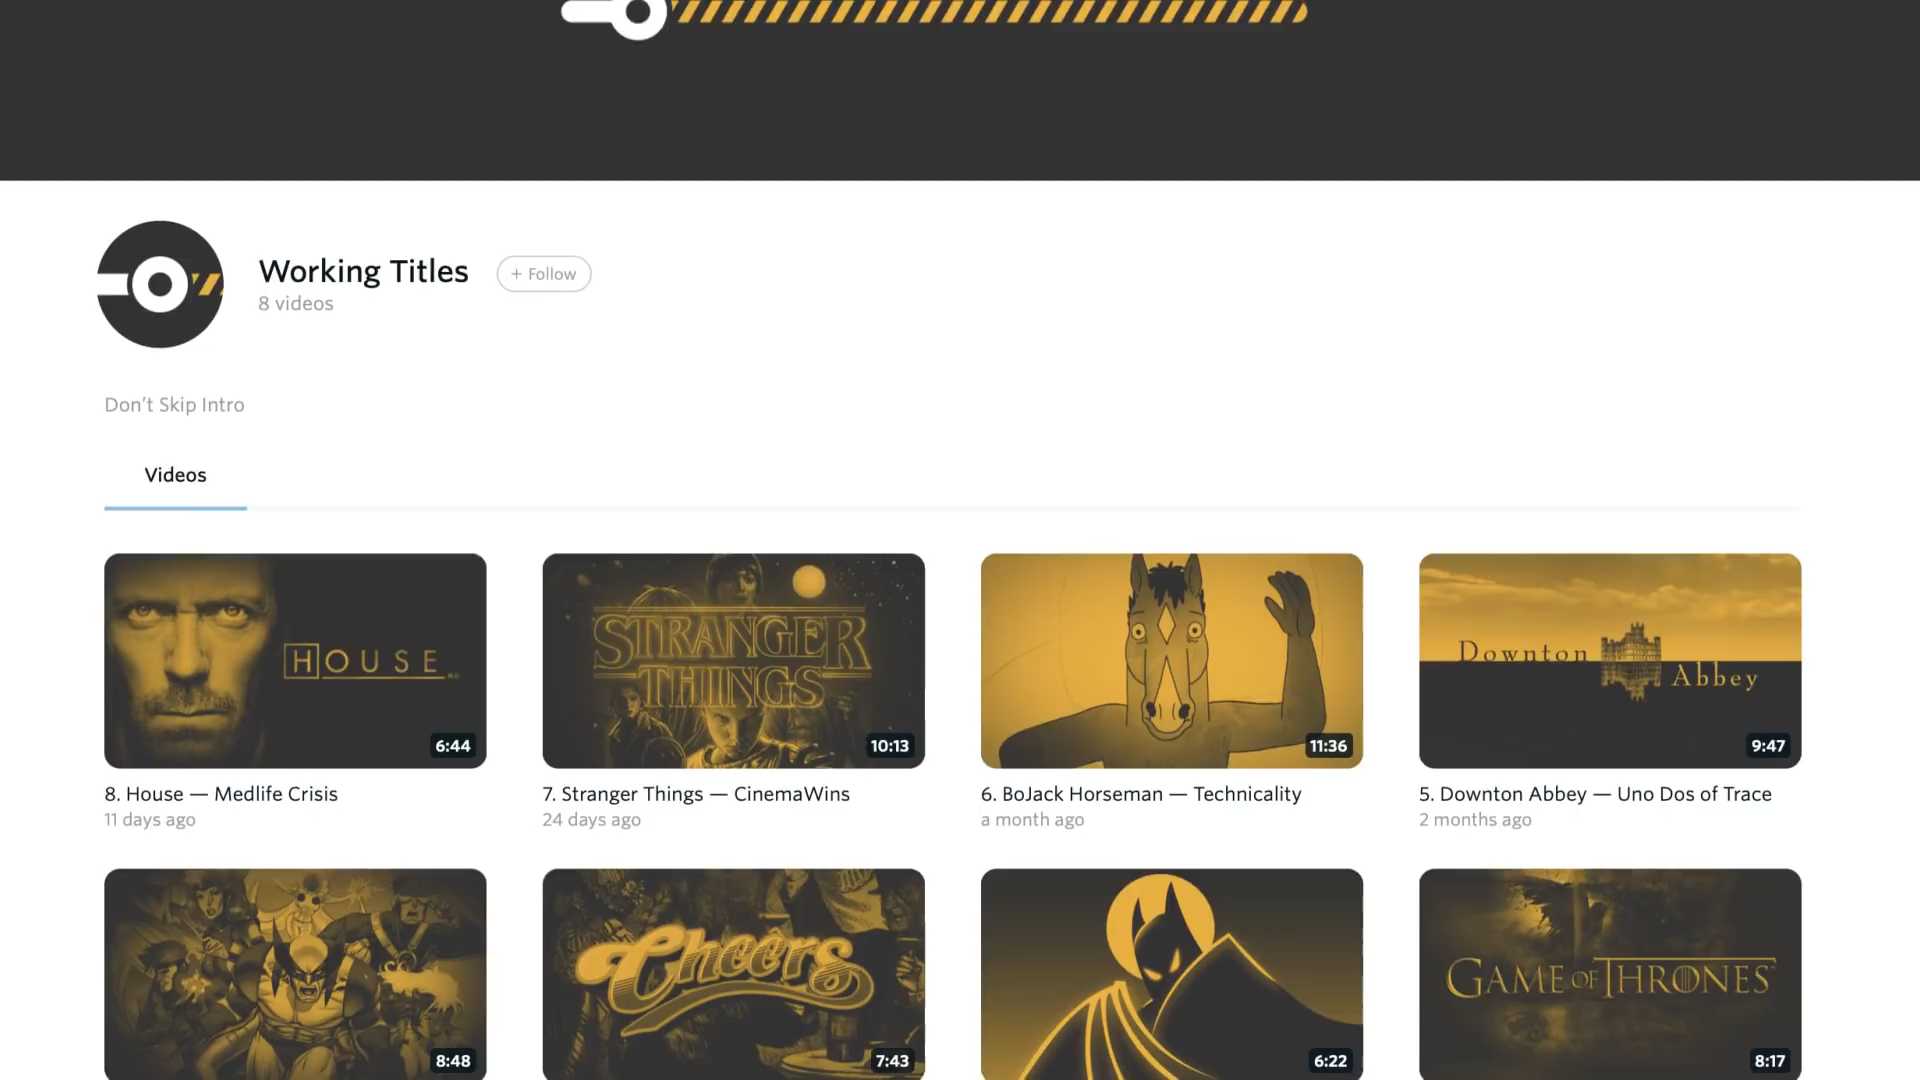 Working Titles
+ Follow
8 videos
Don’t Skip Intro
Videos
HOUSE
6:44
STRANGER
THINGS
10:13
11:36
Downton
Abbey
9:47
8. House — Medlife Crisis
11 days ago
7. Stranger Things — CinemaWins
24 days ago
6. BoJack Horseman — Technicality
a month ago
5. Downton Abbey — Uno Dos of Trace
2 months ago
8:48
Cheers
7:43
6:22
GAME OF THRONES
8:17